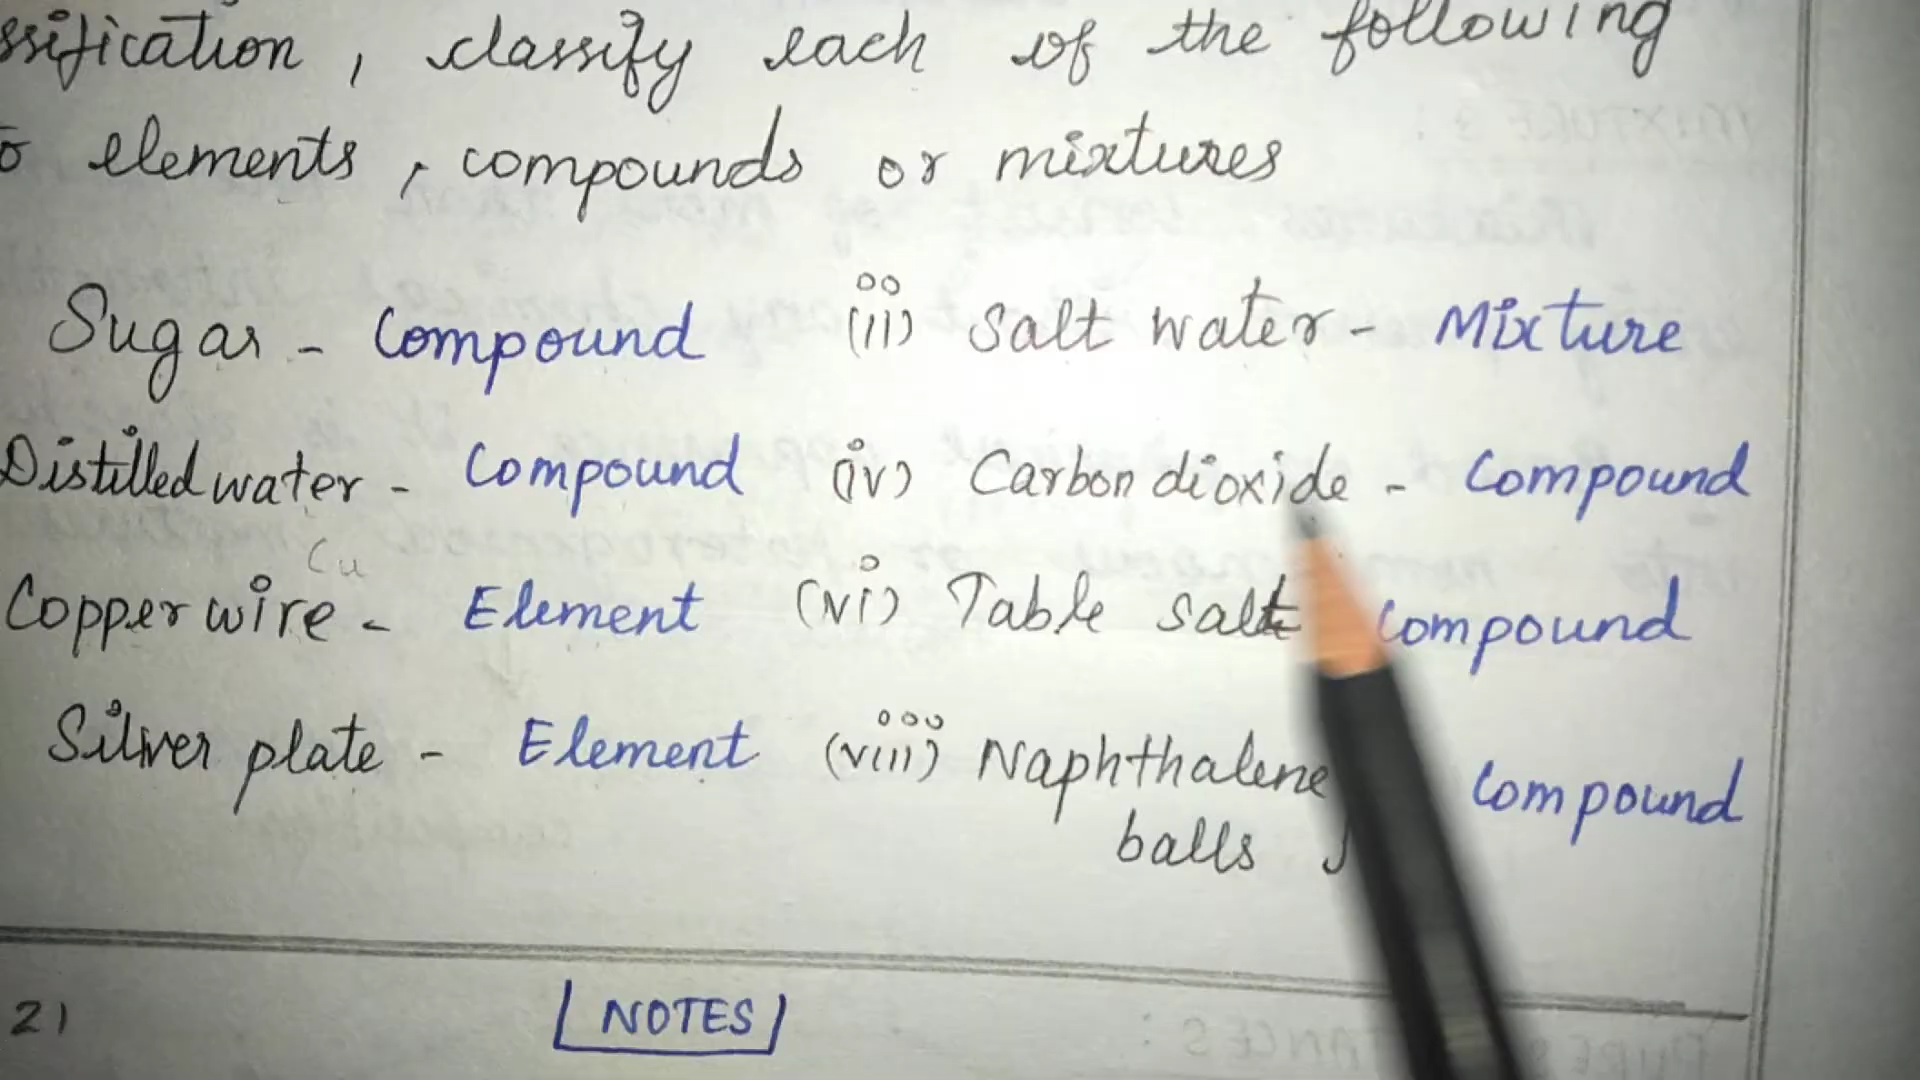 ssification, classify each of the following
elements, compounds or mixtures
Sugar - Compound (ii) Salt water - Mixture
Distilled water - Compound (iv) Carbon dioxide - Compound
Cu
Copper wire - Element (vi) Table salt Compound
Silver plate - Element (viii) Naphthalene Compound
balls
21 NOTES